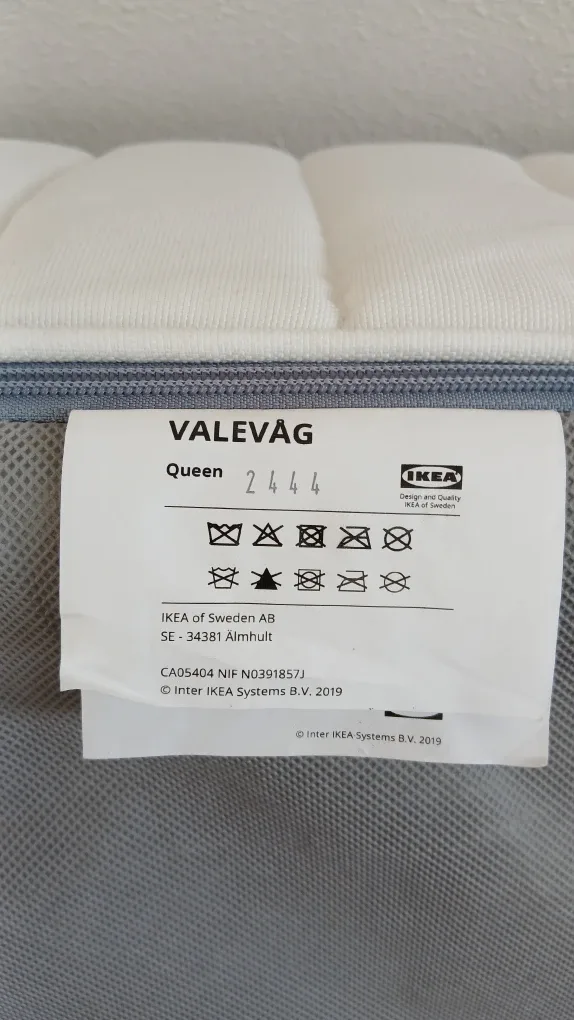 VALEVÅG
Queen 2444
IKEA
Design and Quality
IKEA of Sweden
IKEA of Sweden AB
SE - 34381 Älmhult
CA05404 NIF N0391857J
© Inter IKEA Systems B.V. 2019
© Inter IKEA Systems B.V. 2019